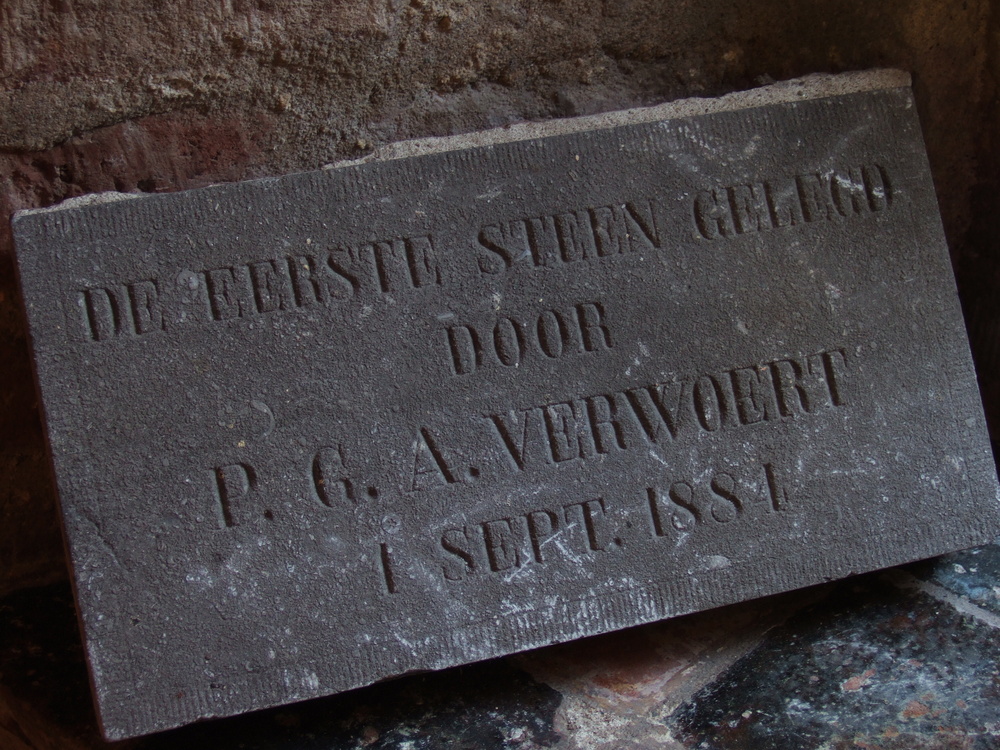 DE EERSTE STEEN GELEGD
DOOR
P. G. A. VERWOERT
1 SEPT. 1884